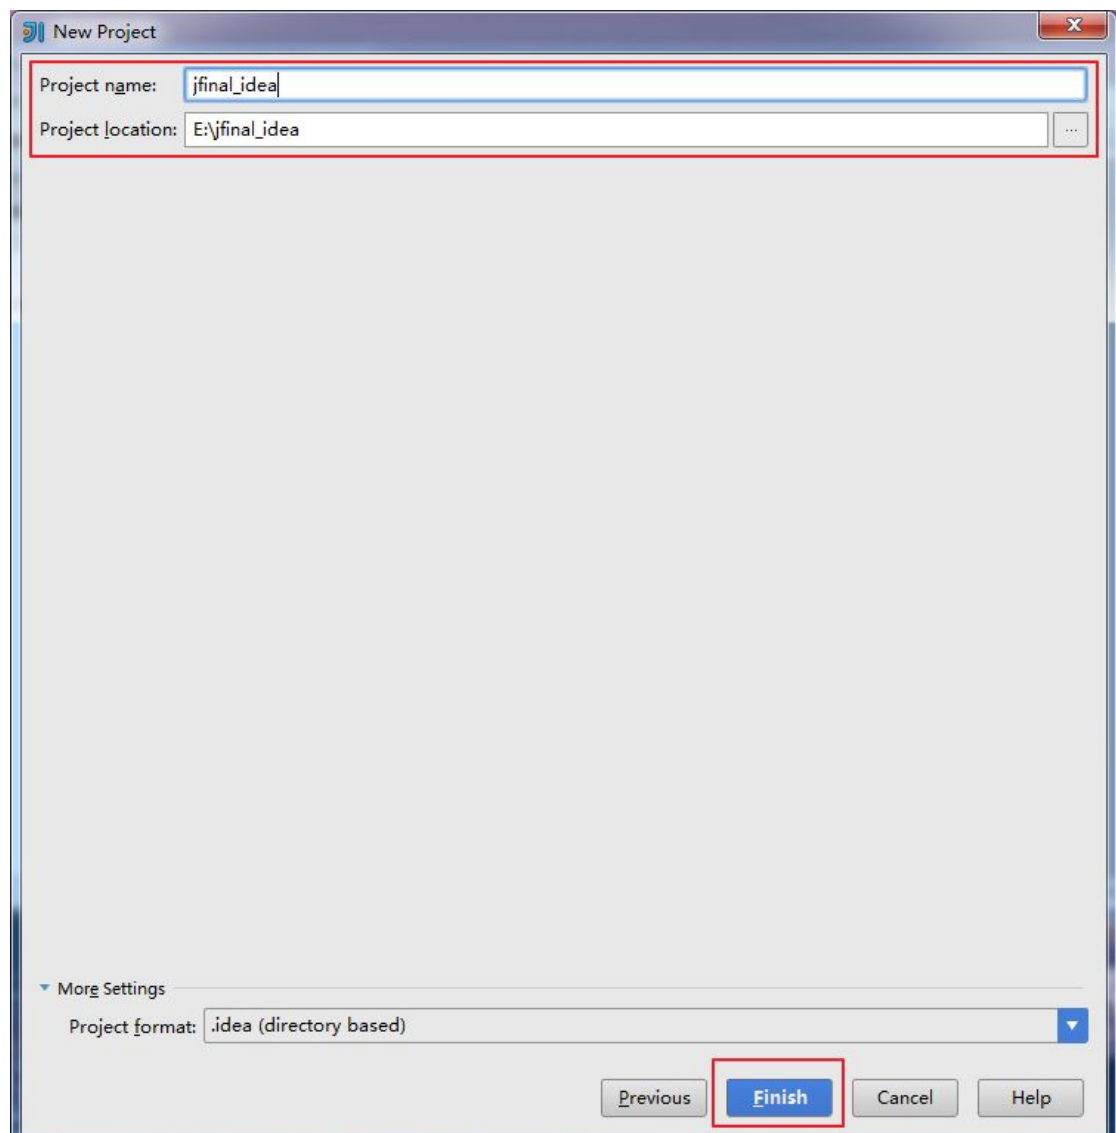 New Project
Project name: jfinal_idea
Project location: E:\jfinal_idea ...
More Settings
Project format: .idea (directory based)
Previous Finish Cancel Help